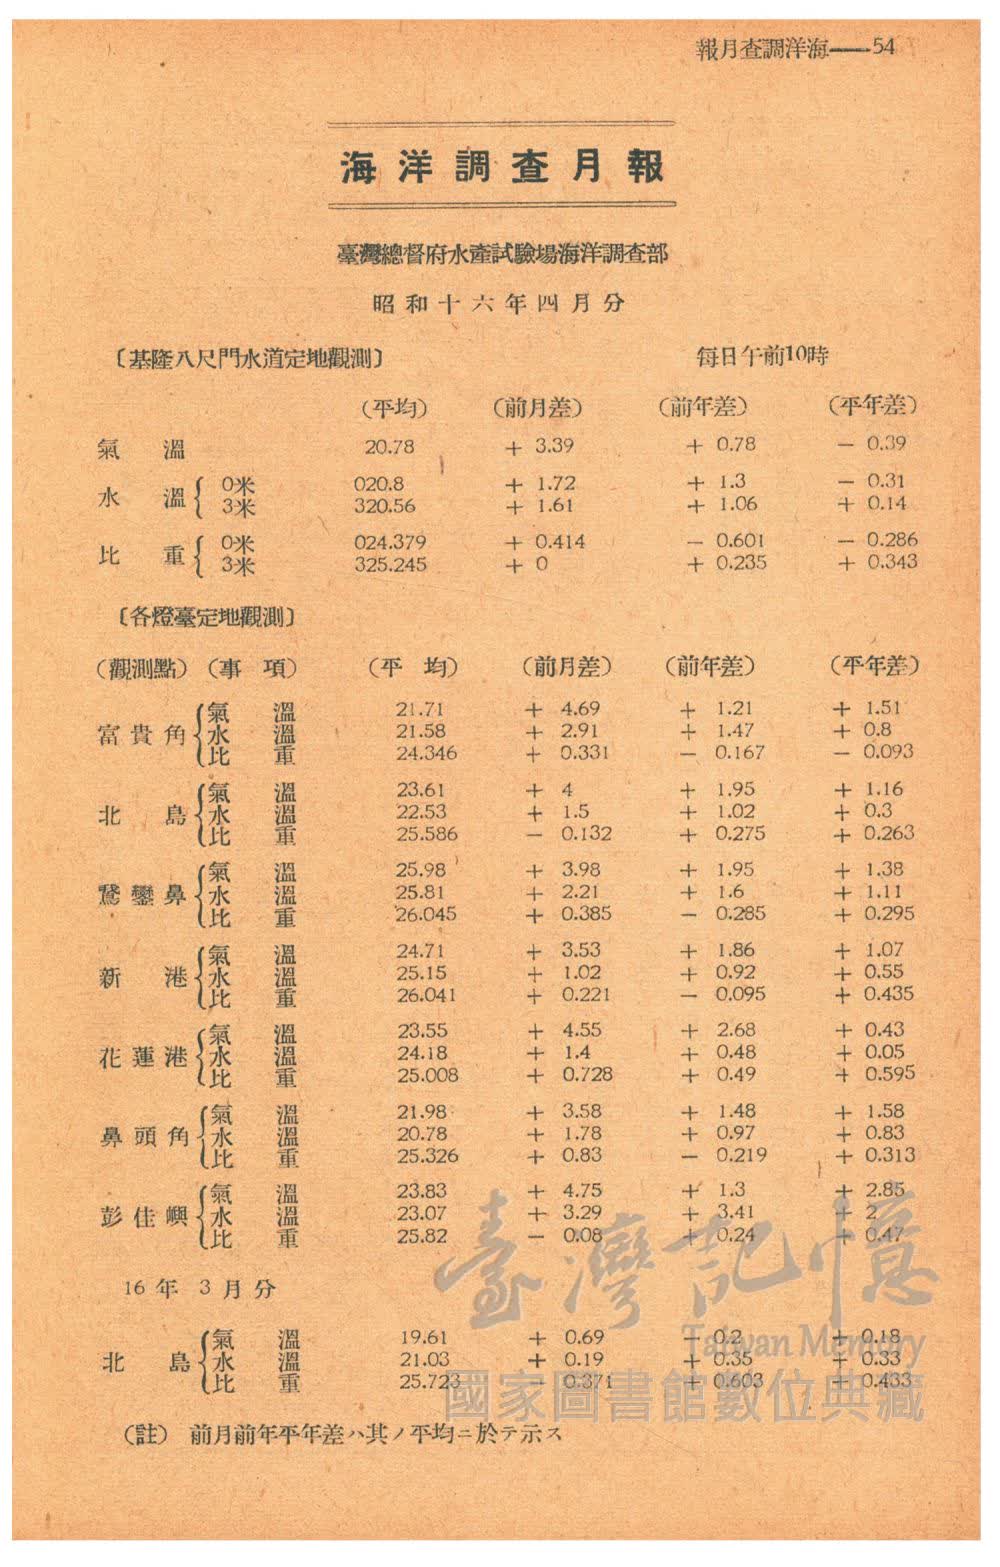 報月查調洋海——54
海洋調查月報
臺灣總督府水產試驗場海洋調查部
昭和十六年四月分
〔基隆八尺門水道定地觀測〕 每日午前10時
(平均) (前月差) (前年差) (平年差)
氣 溫 20.78 + 3.39 + 0.78 − 0.39
水 溫 { 0米 020.8 + 1.72 + 1.3 − 0.31
3米 320.56 + 1.61 + 1.06 + 0.14
比 重 { 0米 024.379 + 0.414 − 0.601 − 0.286
3米 325.245 + 0 + 0.235 + 0.343
〔各燈臺定地觀測〕
(觀測點) (事 項) (平 均) (前月差) (前年差) (平年差)
氣 溫 21.71 + 4.69 + 1.21 + 1.51
富貴角 { 水 溫 21.58 + 2.91 + 1.47 + 0.8
比 重 24.346 + 0.331 − 0.167 − 0.093
氣 溫 23.61 + 4 + 1.95 + 1.16
北 島 { 水 溫 22.53 + 1.5 + 1.02 + 0.3
比 重 25.586 − 0.132 + 0.275 + 0.263
氣 溫 25.98 + 3.98 + 1.95 + 1.38
鵞鑾鼻 { 水 溫 25.81 + 2.21 + 1.6 + 1.11
比 重 26.045 + 0.385 − 0.285 + 0.295
氣 溫 24.71 + 3.53 + 1.86 + 1.07
新 港 { 水 溫 25.15 + 1.02 + 0.92 + 0.55
比 重 26.041 + 0.221 − 0.095 + 0.435
氣 溫 23.55 + 4.55 + 2.68 + 0.43
花蓮港 { 水 溫 24.18 + 1.4 + 0.48 + 0.05
比 重 25.008 + 0.728 + 0.49 + 0.595
氣 溫 21.98 + 3.58 + 1.48 + 1.58
鼻頭角 { 水 溫 20.78 + 1.78 + 0.97 + 0.83
比 重 25.326 + 0.83 − 0.219 + 0.313
氣 溫 23.83 + 4.75 + 1.3 + 2.85
彭佳嶼 { 水 溫 23.07 + 3.29 + 3.41 + 2
比 重 25.82 − 0.08 + 0.24 + 0.47
16年 3月分
氣 溫 19.61 + 0.69 − 0.2 + 0.18
北 島 { 水 溫 21.03 + 0.19 + 0.35 + 0.33
比 重 25.723 − 0.371 + 0.603 + 0.433
(註) 前月前年平年差ハ其ノ平均ニ於テ示ス
臺灣記憶
Taiwan Memory
國家圖書館數位典藏